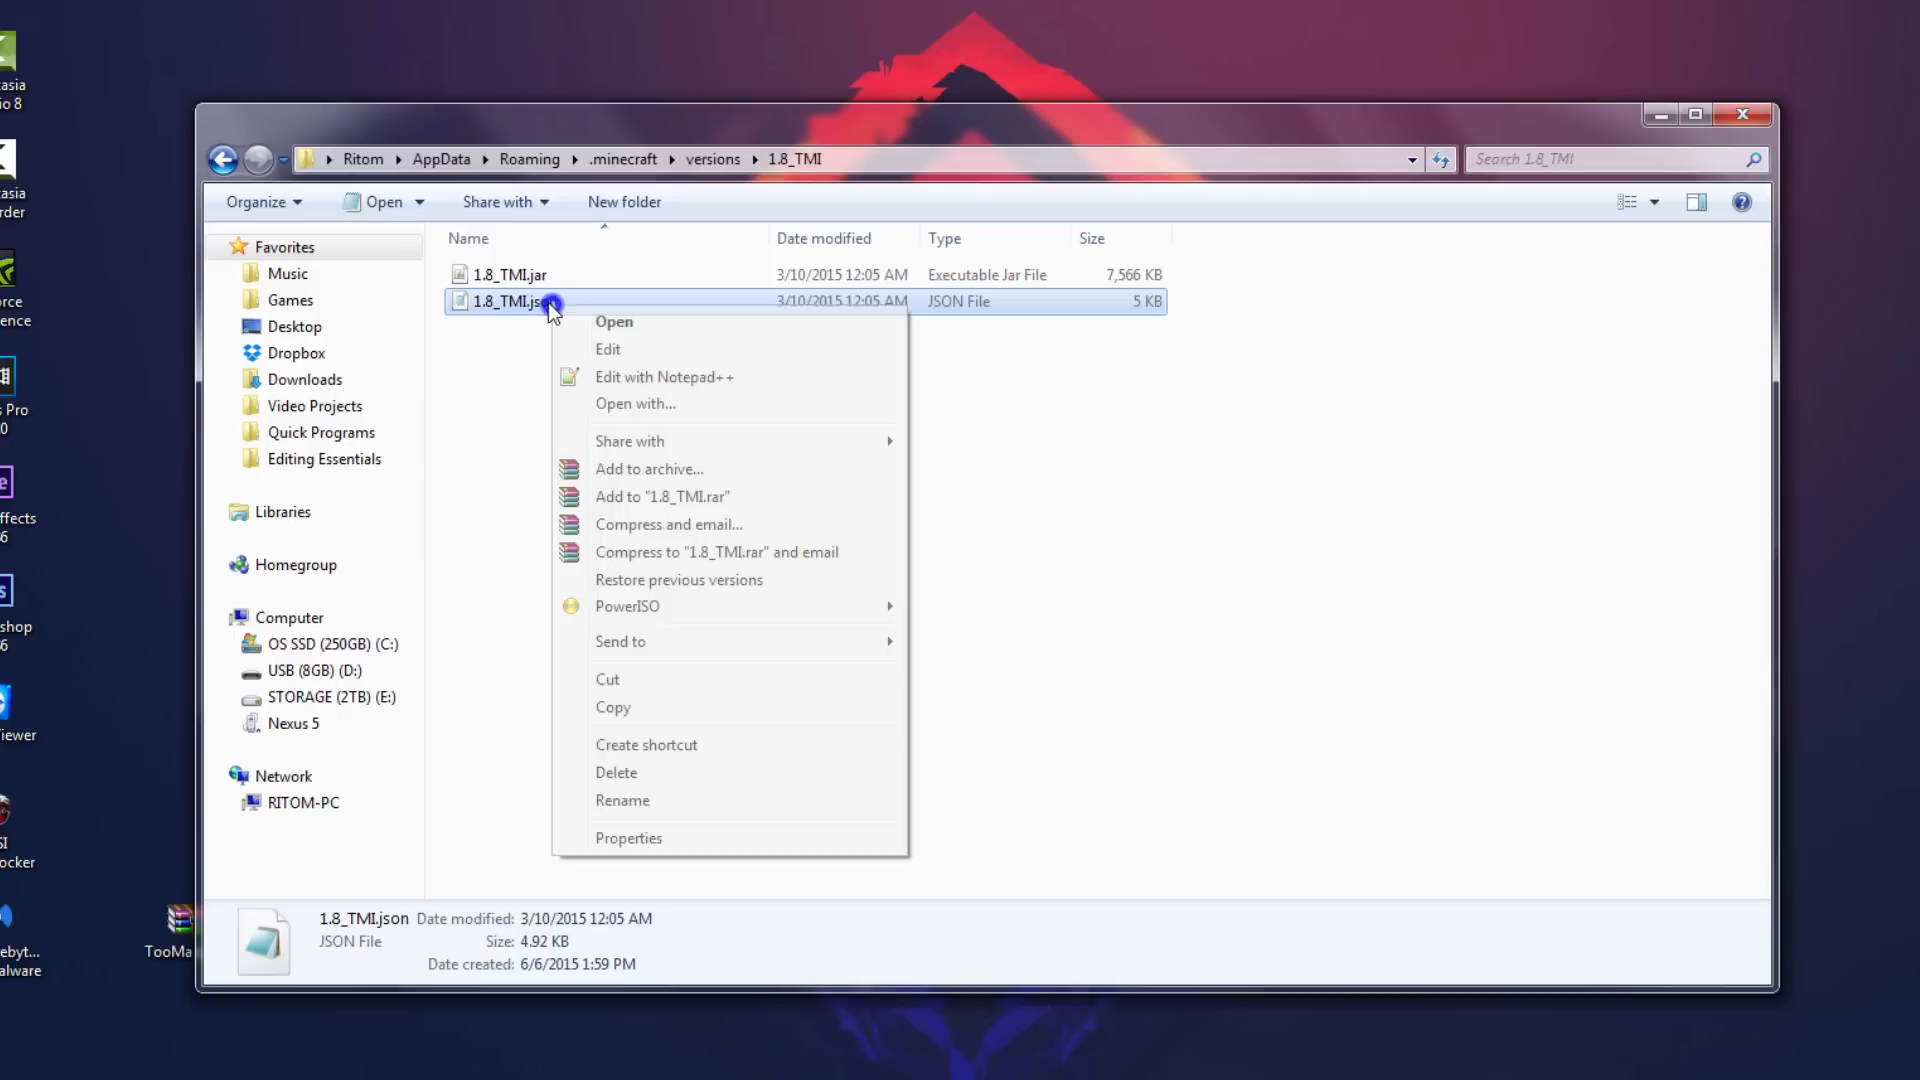 asia
io 8
asia
rder
orce
ence
s Pro
0
ffects
6
shop
6
iewer
SI
ocker
ebyt...
alware
TooMa
Ritom AppData Roaming .minecraft versions 1.8_TMI
Search 1.8_TMI
Organize Open Share with New folder
Name Date modified Type Size
1.8_TMI.jar 3/10/2015 12:05 AM Executable Jar File 7,566 KB
1.8_TMI.json 3/10/2015 12:05 AM JSON File 5 KB
Favorites
Music
Games
Desktop
Dropbox
Downloads
Video Projects
Quick Programs
Editing Essentials
Libraries
Homegroup
Computer
OS SSD (250GB) (C:)
USB (8GB) (D:)
STORAGE (2TB) (E:)
Nexus 5
Network
RITOM-PC
Open
Edit
Edit with Notepad++
Open with...
Share with
Add to archive...
Add to "1.8_TMI.rar"
Compress and email...
Compress to "1.8_TMI.rar" and email
Restore previous versions
PowerISO
Send to
Cut
Copy
Create shortcut
Delete
Rename
Properties
1.8_TMI.json Date modified: 3/10/2015 12:05 AM
JSON File Size: 4.92 KB
Date created: 6/6/2015 1:59 PM